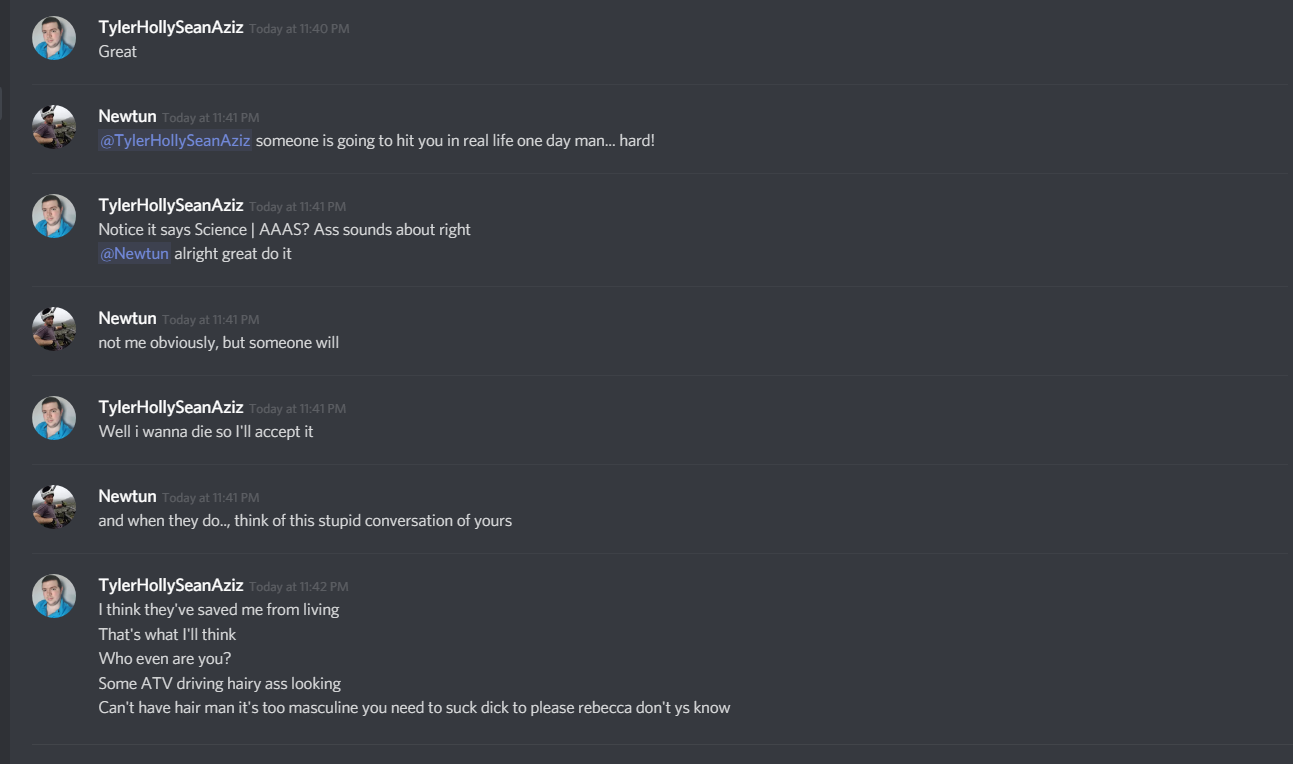 TylerHollySeanAziz Today at 11:40 PM
Great
Newtun Today at 11:41 PM
@TylerHollySeanAziz someone is going to hit you in real life one day man... hard!
TylerHollySeanAziz Today at 11:41 PM
Notice it says Science | AAAS? Ass sounds about right
@Newtun alright great do it
Newtun Today at 11:41 PM
not me obviously, but someone will
TylerHollySeanAziz Today at 11:41 PM
Well i wanna die so I'll accept it
Newtun Today at 11:41 PM
and when they do.., think of this stupid conversation of yours
TylerHollySeanAziz Today at 11:42 PM
I think they've saved me from living
That's what I'll think
Who even are you?
Some ATV driving hairy ass looking
Can't have hair man it's too masculine you need to suck dick to please rebecca don't ys know